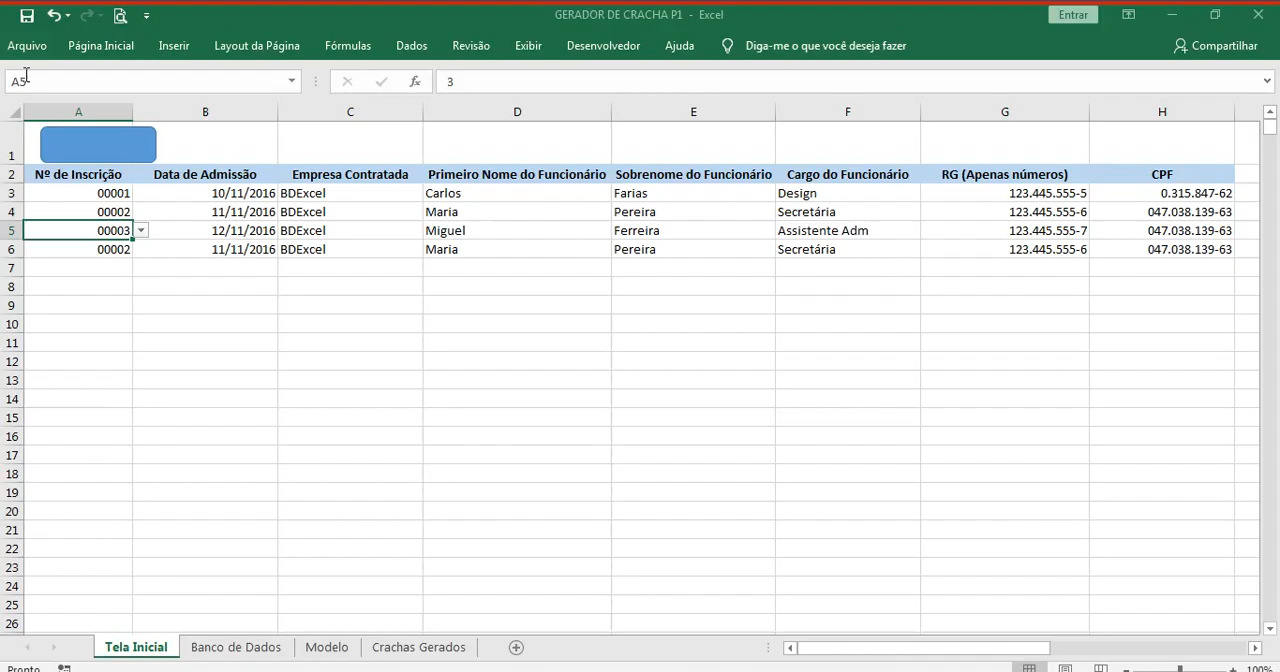 GERADOR DE CRACHA P1 - Excel Entrar
Arquivo Página Inicial Inserir Layout da Página Fórmulas Dados Revisão Exibir Desenvolvedor Ajuda Diga-me o que você deseja fazer Compartilhar
A5 fx 3
A B C D E F G H
1
2 Nº de Inscrição Data de Admissão Empresa Contratada Primeiro Nome do Funcionário Sobrenome do Funcionário Cargo do Funcionário RG (Apenas números) CPF
3 00001 10/11/2016 BDExcel Carlos Farias Design 123.445.555-5 0.315.847-62
4 00002 11/11/2016 BDExcel Maria Pereira Secretária 123.445.555-6 047.038.139-63
5 00003 12/11/2016 BDExcel Miguel Ferreira Assistente Adm 123.445.555-7 047.038.139-63
6 00002 11/11/2016 BDExcel Maria Pereira Secretária 123.445.555-6 047.038.139-63
7
8
9
10
11
12
13
14
15
16
17
18
19
20
21
22
23
24
25
26
Tela Inicial Banco de Dados Modelo Crachas Gerados
Pronto 100%